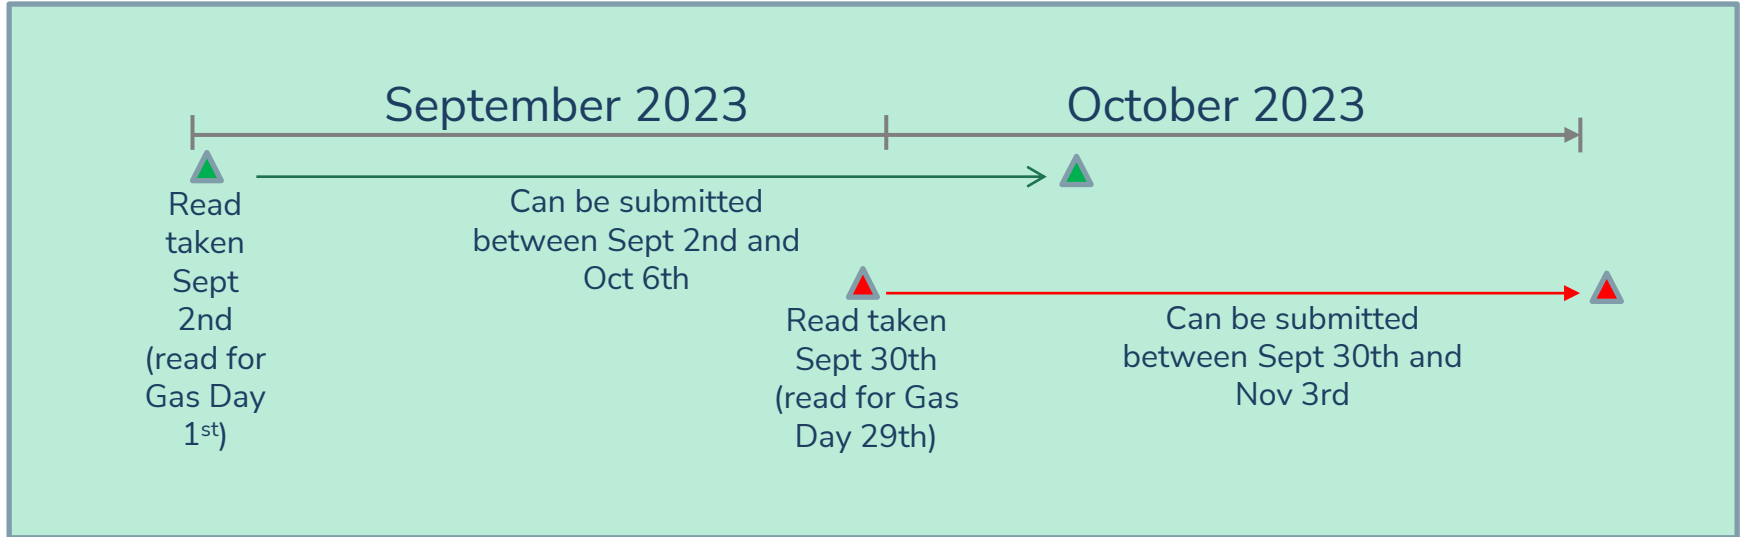 September 2023
October 2023
Read
taken
Sept
2nd
(read for
Gas Day
1st)
Can be submitted
between Sept 2nd and
Oct 6th
Read taken
Sept 30th
(read for Gas
Day 29th)
Can be submitted
between Sept 30th and
Nov 3rd